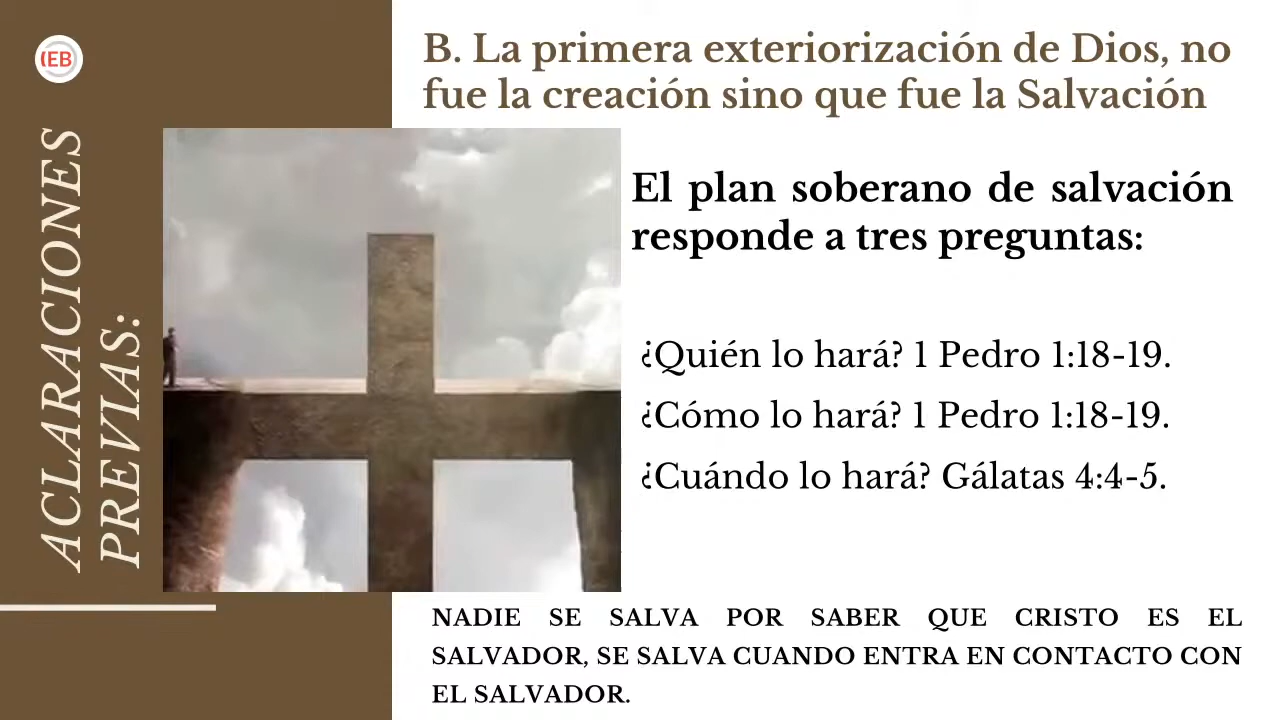 IEB
ACLARACIONES
PREVIAS:
B. La primera exteriorización de Dios, no
fue la creación sino que fue la Salvación
El plan soberano de salvación
responde a tres preguntas:
¿Quién lo hará? 1 Pedro 1:18-19.
¿Cómo lo hará? 1 Pedro 1:18-19.
¿Cuándo lo hará? Gálatas 4:4-5.
NADIE SE SALVA POR SABER QUE CRISTO ES EL
SALVADOR, SE SALVA CUANDO ENTRA EN CONTACTO CON
EL SALVADOR.